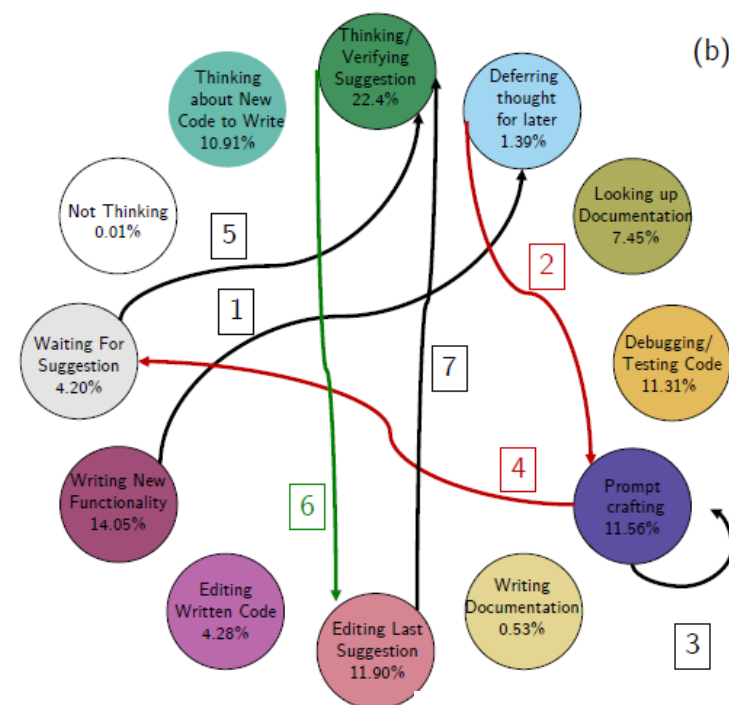 (b)
Thinking/
Verifying
Suggestion
22.4%
Thinking
about New
Code to Write
10.91%
Deferring
thought
for later
1.39%
Not Thinking
0.01%
Looking up
Documentation
7.45%
5
2
1
Waiting For
Suggestion
4.20%
Debugging/
Testing Code
11.31%
7
4
Writing New
Functionality
14.05%
6
Prompt
crafting
11.56%
Editing
Written Code
4.28%
Editing Last
Suggestion
11.90%
Writing
Documentation
0.53%
3